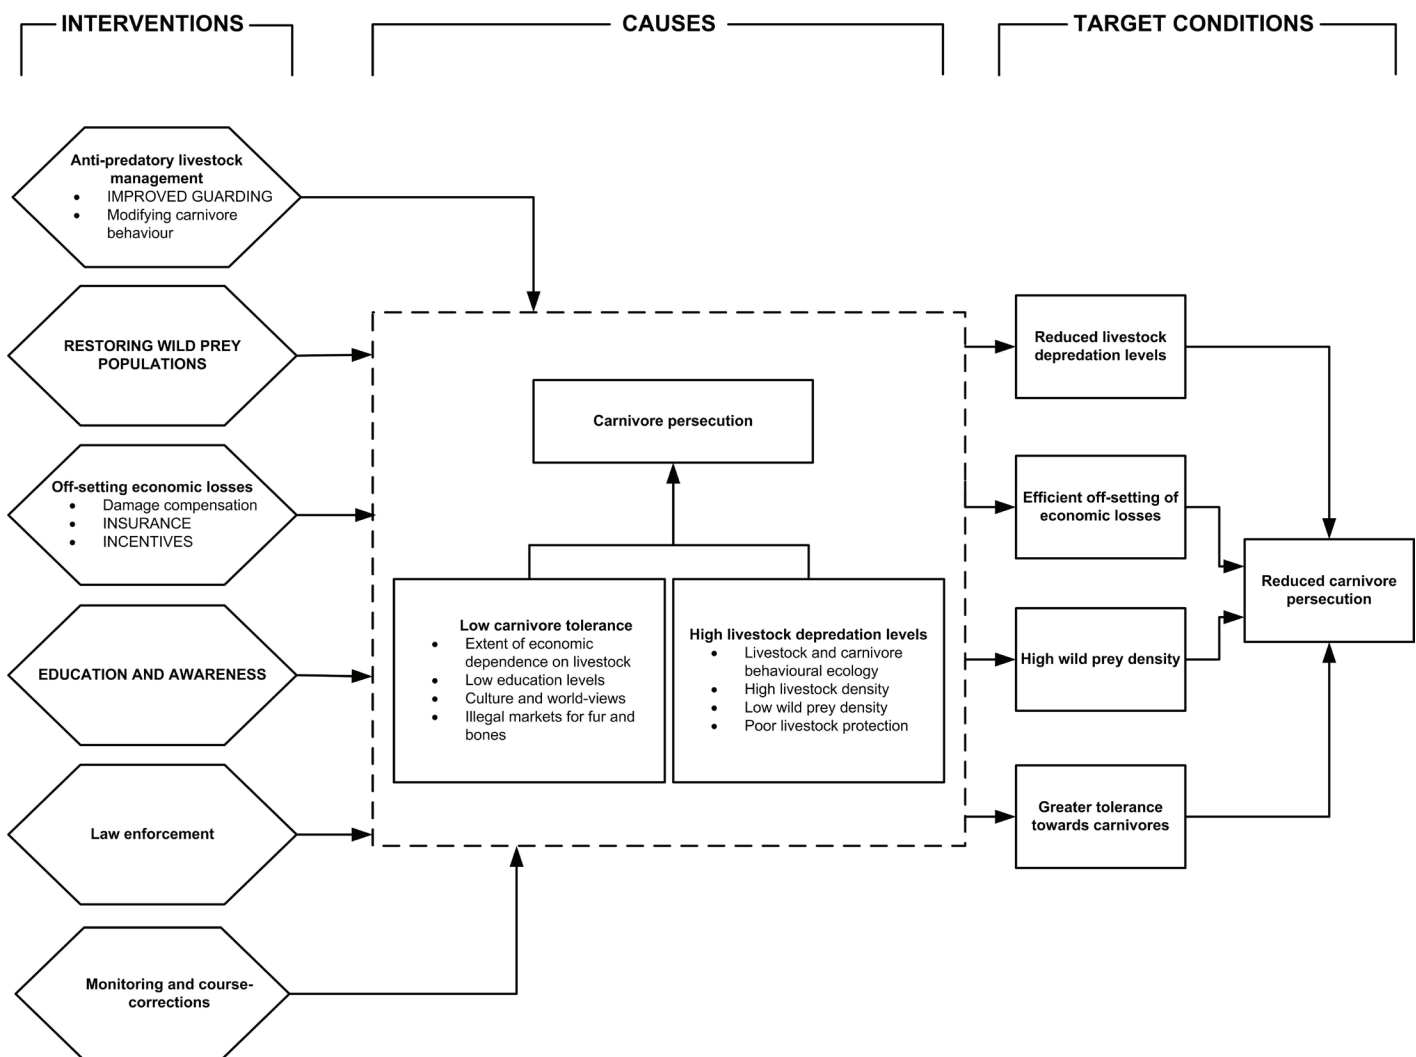 INTERVENTIONS
CAUSES
TARGET CONDITIONS
Anti-predatory livestock
management
• IMPROVED GUARDING
• Modifying carnivore
behaviour
RESTORING WILD PREY
POPULATIONS
Off-setting economic losses
• Damage compensation
• INSURANCE
• INCENTIVES
EDUCATION AND AWARENESS
Law enforcement
Monitoring and course-
corrections
Carnivore persecution
Low carnivore tolerance
• Extent of economic
dependence on livestock
• Low education levels
• Culture and world-views
• Illegal markets for fur and
bones
High livestock depredation levels
• Livestock and carnivore
behavioural ecology
• High livestock density
• Low wild prey density
• Poor livestock protection
Reduced livestock
depredation levels
Efficient off-setting of
economic losses
High wild prey density
Greater tolerance
towards carnivores
Reduced carnivore
persecution